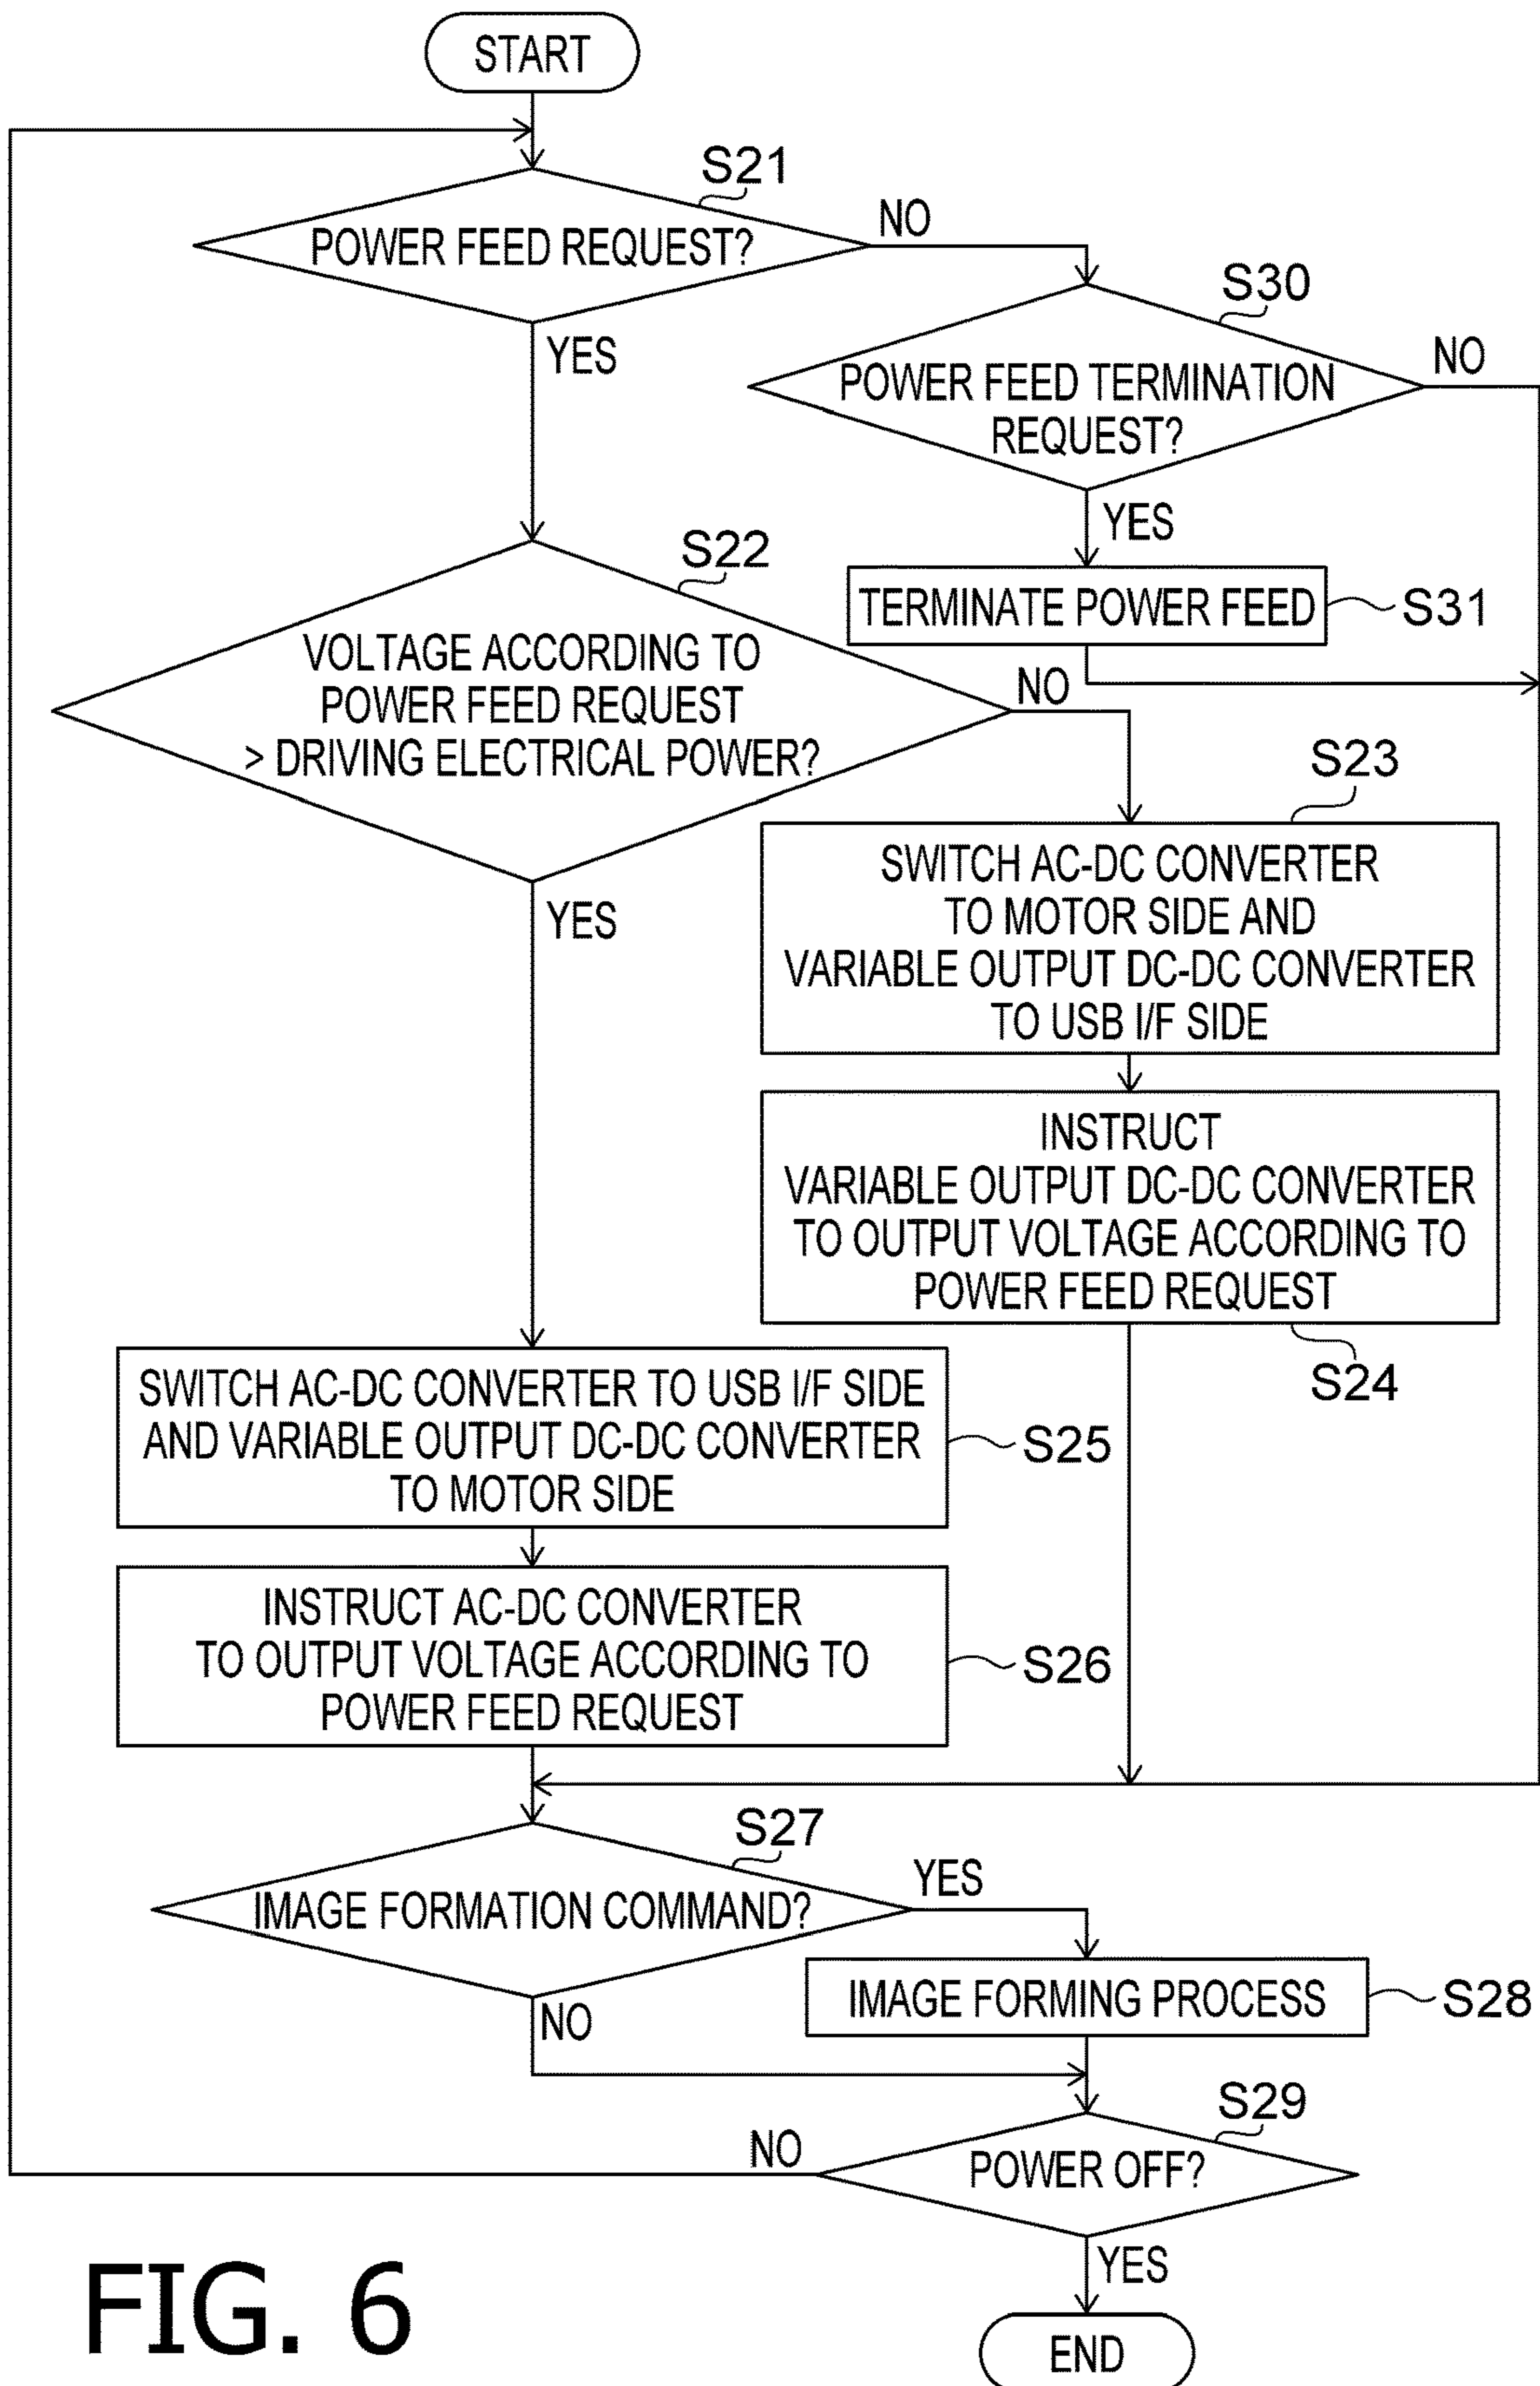 START
S21
POWER FEED REQUEST?
NO
YES
S30
POWER FEED TERMINATION
REQUEST?
NO
YES
TERMINATE POWER FEED
S31
S22
VOLTAGE ACCORDING TO
POWER FEED REQUEST
> DRIVING ELECTRICAL POWER?
NO
YES
S23
SWITCH AC-DC CONVERTER
TO MOTOR SIDE AND
VARIABLE OUTPUT DC-DC CONVERTER
TO USB I/F SIDE
INSTRUCT
VARIABLE OUTPUT DC-DC CONVERTER
TO OUTPUT VOLTAGE ACCORDING TO
POWER FEED REQUEST
S24
SWITCH AC-DC CONVERTER TO USB I/F SIDE
AND VARIABLE OUTPUT DC-DC CONVERTER
TO MOTOR SIDE
S25
INSTRUCT AC-DC CONVERTER
TO OUTPUT VOLTAGE ACCORDING TO
POWER FEED REQUEST
S26
S27
IMAGE FORMATION COMMAND?
YES
NO
IMAGE FORMING PROCESS
S28
S29
POWER OFF?
NO
YES
END
FIG. 6